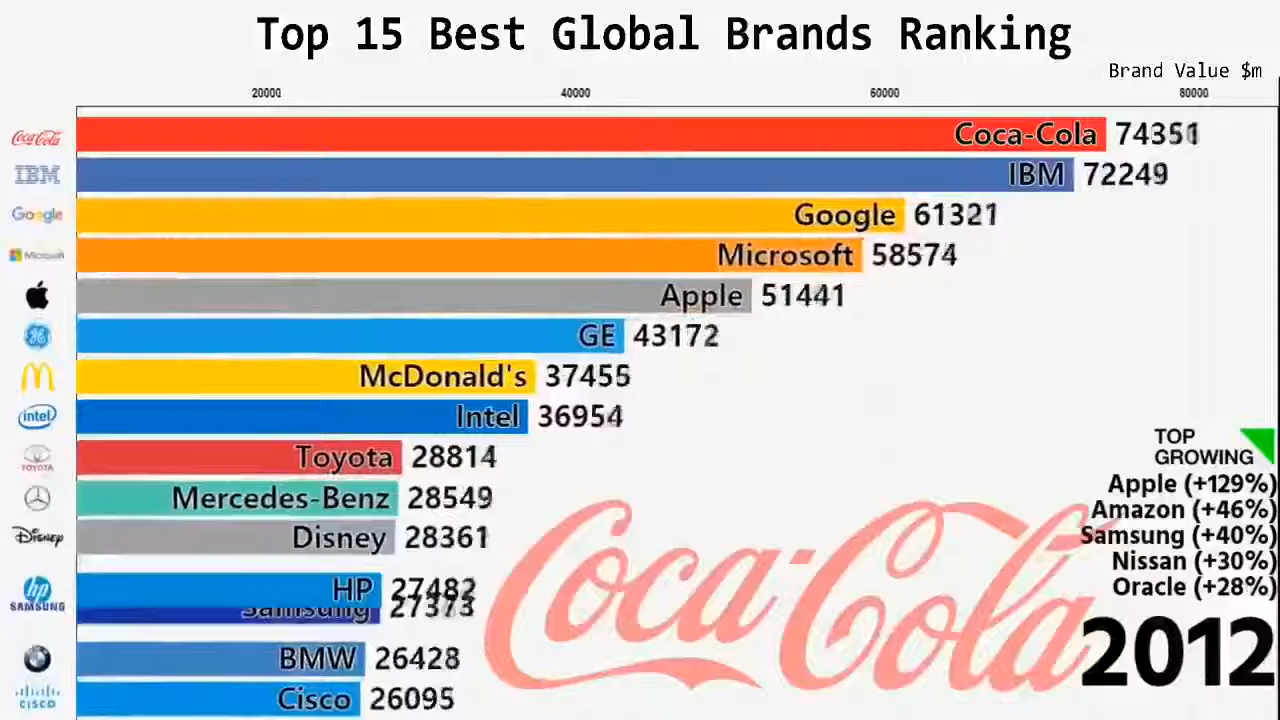 Top 15 Best Global Brands Ranking
Brand Value $m
20000 40000 60000 80000
Coca-Cola Coca-Cola 74351
IBM IBM 72249
Google Google 61321
Microsoft Microsoft 58574
Apple 51441
GE 43172
McDonald's 37455
intel Intel 36954
TOYOTA Toyota 28814
Mercedes-Benz 28549
Disney Disney 28361
hp HP 27482
SAMSUNG Samsung 27373
BMW 26428
CISCO Cisco 26095
TOP
GROWING
Apple (+129%)
Amazon (+46%)
Samsung (+40%)
Nissan (+30%)
Oracle (+28%)
Coca-Cola
2012